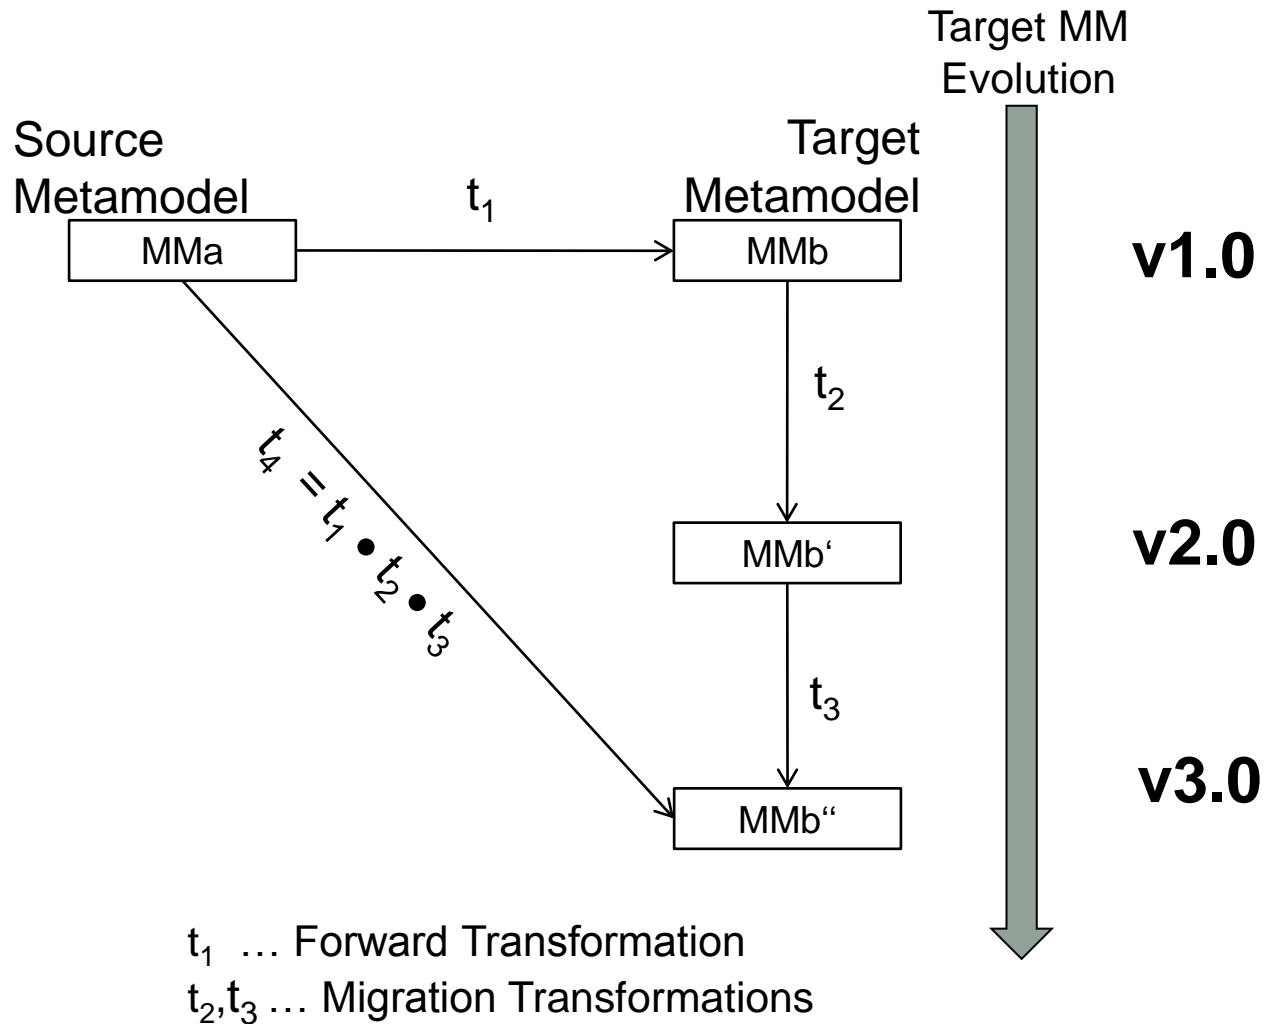 Target MM
Evolution
Source
Metamodel
Target
Metamodel
t₁
MMa
MMb
v1.0
t₂
t₄ = t₁ • t₂ • t₃
MMb‘
v2.0
t₃
MMb“
v3.0
t₁ … Forward Transformation
t₂,t₃ … Migration Transformations